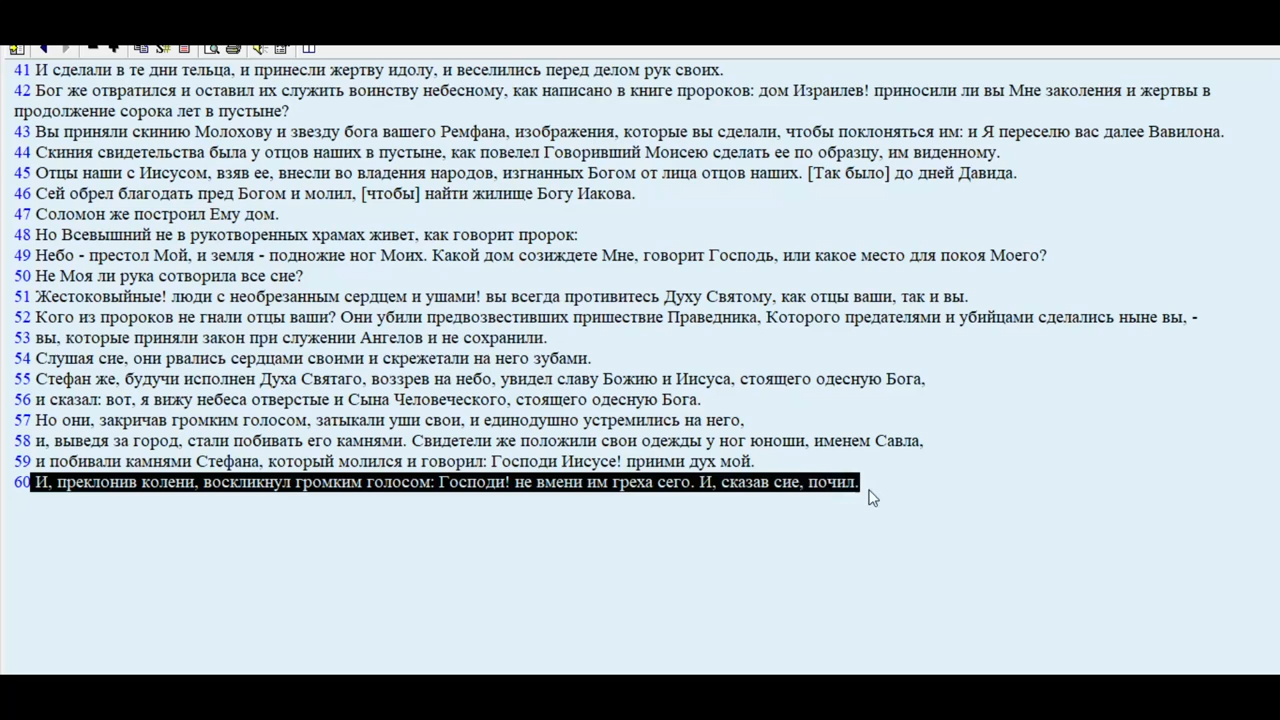 41 И сделали в те дни тельца, и принесли жертву идолу, и веселились перед делом рук своих.
42 Бог же отвратился и оставил их служить воинству небесному, как написано в книге пророков: дом Израилев! приносили ли вы Мне заколения и жертвы в
продолжение сорока лет в пустыне?
43 Вы приняли скинию Молохову и звезду бога вашего Ремфана, изображения, которые вы сделали, чтобы поклоняться им: и Я переселю вас далее Вавилона.
44 Скиния свидетельства была у отцов наших в пустыне, как повелел Говоривший Моисею сделать ее по образцу, им виденному.
45 Отцы наши с Иисусом, взяв ее, внесли во владения народов, изгнанных Богом от лица отцов наших. [Так было] до дней Давида.
46 Сей обрел благодать пред Богом и молил, [чтобы] найти жилище Богу Иакова.
47 Соломон же построил Ему дом.
48 Но Всевышний не в рукотворенных храмах живет, как говорит пророк:
49 Небо - престол Мой, и земля - подножие ног Моих. Какой дом созиждете Мне, говорит Господь, или какое место для покоя Моего?
50 Не Моя ли рука сотворила все сие?
51 Жестоковыйные! люди с необрезанным сердцем и ушами! вы всегда противитесь Духу Святому, как отцы ваши, так и вы.
52 Кого из пророков не гнали отцы ваши? Они убили предвозвестивших пришествие Праведника, Которого предателями и убийцами сделались ныне вы, -
53 вы, которые приняли закон при служении Ангелов и не сохранили.
54 Слушая сие, они рвались сердцами своими и скрежетали на него зубами.
55 Стефан же, будучи исполнен Духа Святаго, воззрев на небо, увидел славу Божию и Иисуса, стоящего одесную Бога,
56 и сказал: вот, я вижу небеса отверстые и Сына Человеческого, стоящего одесную Бога.
57 Но они, закричав громким голосом, затыкали уши свои, и единодушно устремились на него,
58 и, выведя за город, стали побивать его камнями. Свидетели же положили свои одежды у ног юноши, именем Савла,
59 и побивали камнями Стефана, который молился и говорил: Господи Иисусе! приими дух мой.
60 И, преклонив колени, воскликнул громким голосом: Господи! не вмени им греха сего. И, сказав сие, почил.